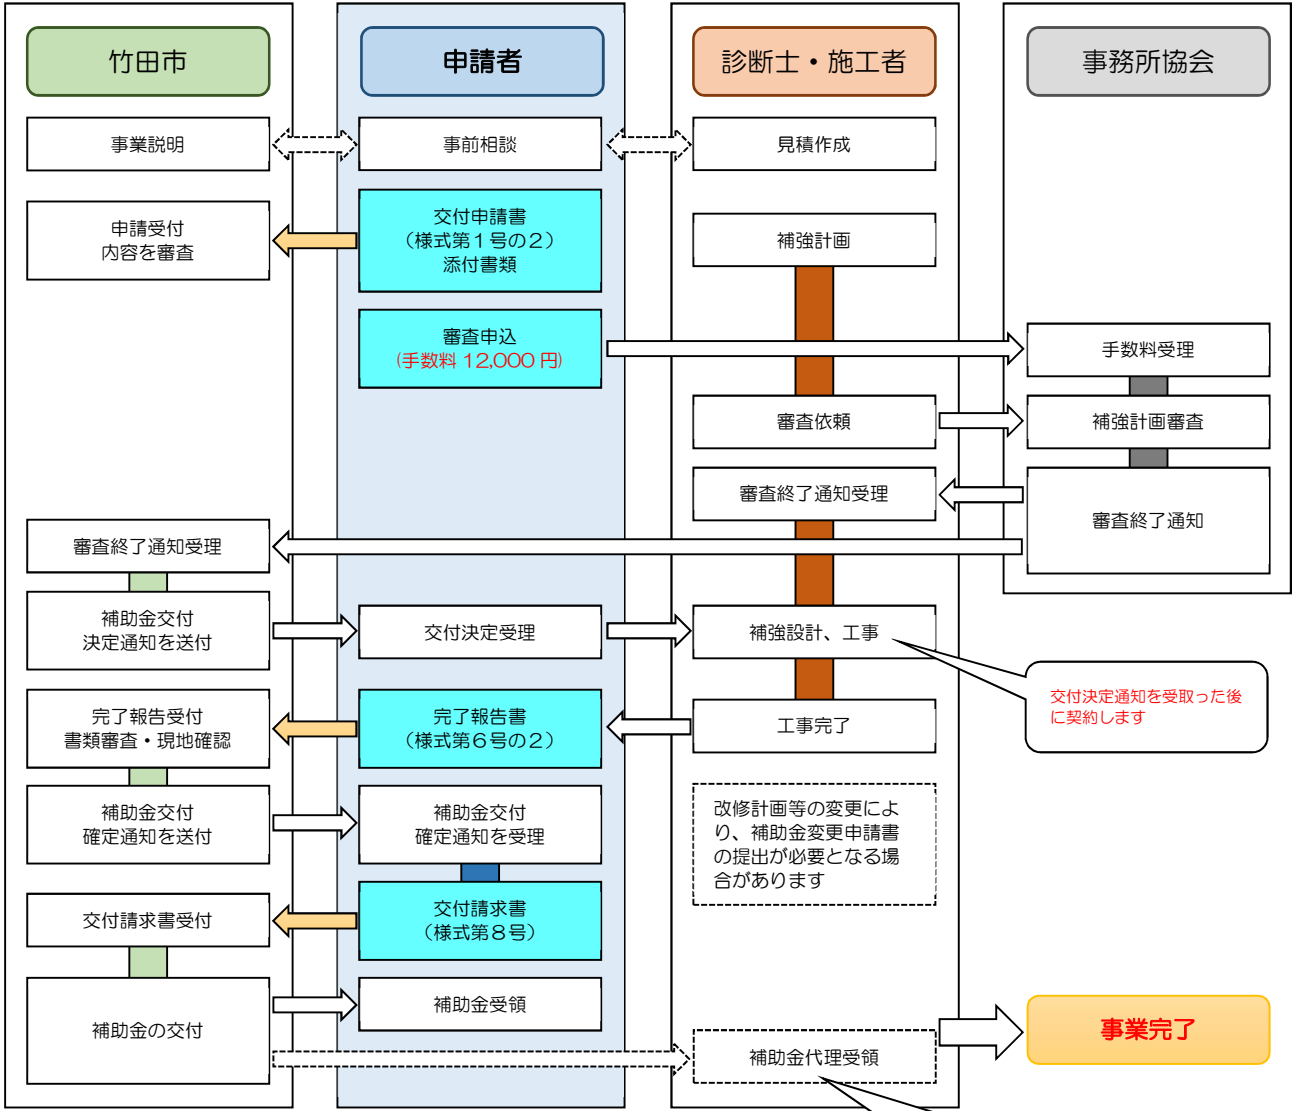 竹田市
申請者
診断士・施工者
事務所協会
事業説明
事前相談
見積作成
申請受付
内容を審査
交付申請書
（様式第１号の２）
添付書類
補強計画
審査申込
(手数料 12,000 円)
手数料受理
審査依頼
補強計画審査
審査終了通知受理
審査終了通知
審査終了通知受理
補助金交付
決定通知を送付
交付決定受理
補強設計、工事
交付決定通知を受取った後
に契約します
完了報告受付
書類審査・現地確認
完了報告書
（様式第６号の２）
工事完了
補助金交付
確定通知を送付
補助金交付
確定通知を受理
改修計画等の変更によ
り、補助金変更申請書
の提出が必要となる場
合があります
交付請求書受付
交付請求書
（様式第８号）
補助金の交付
補助金受領
補助金代理受領
事業完了